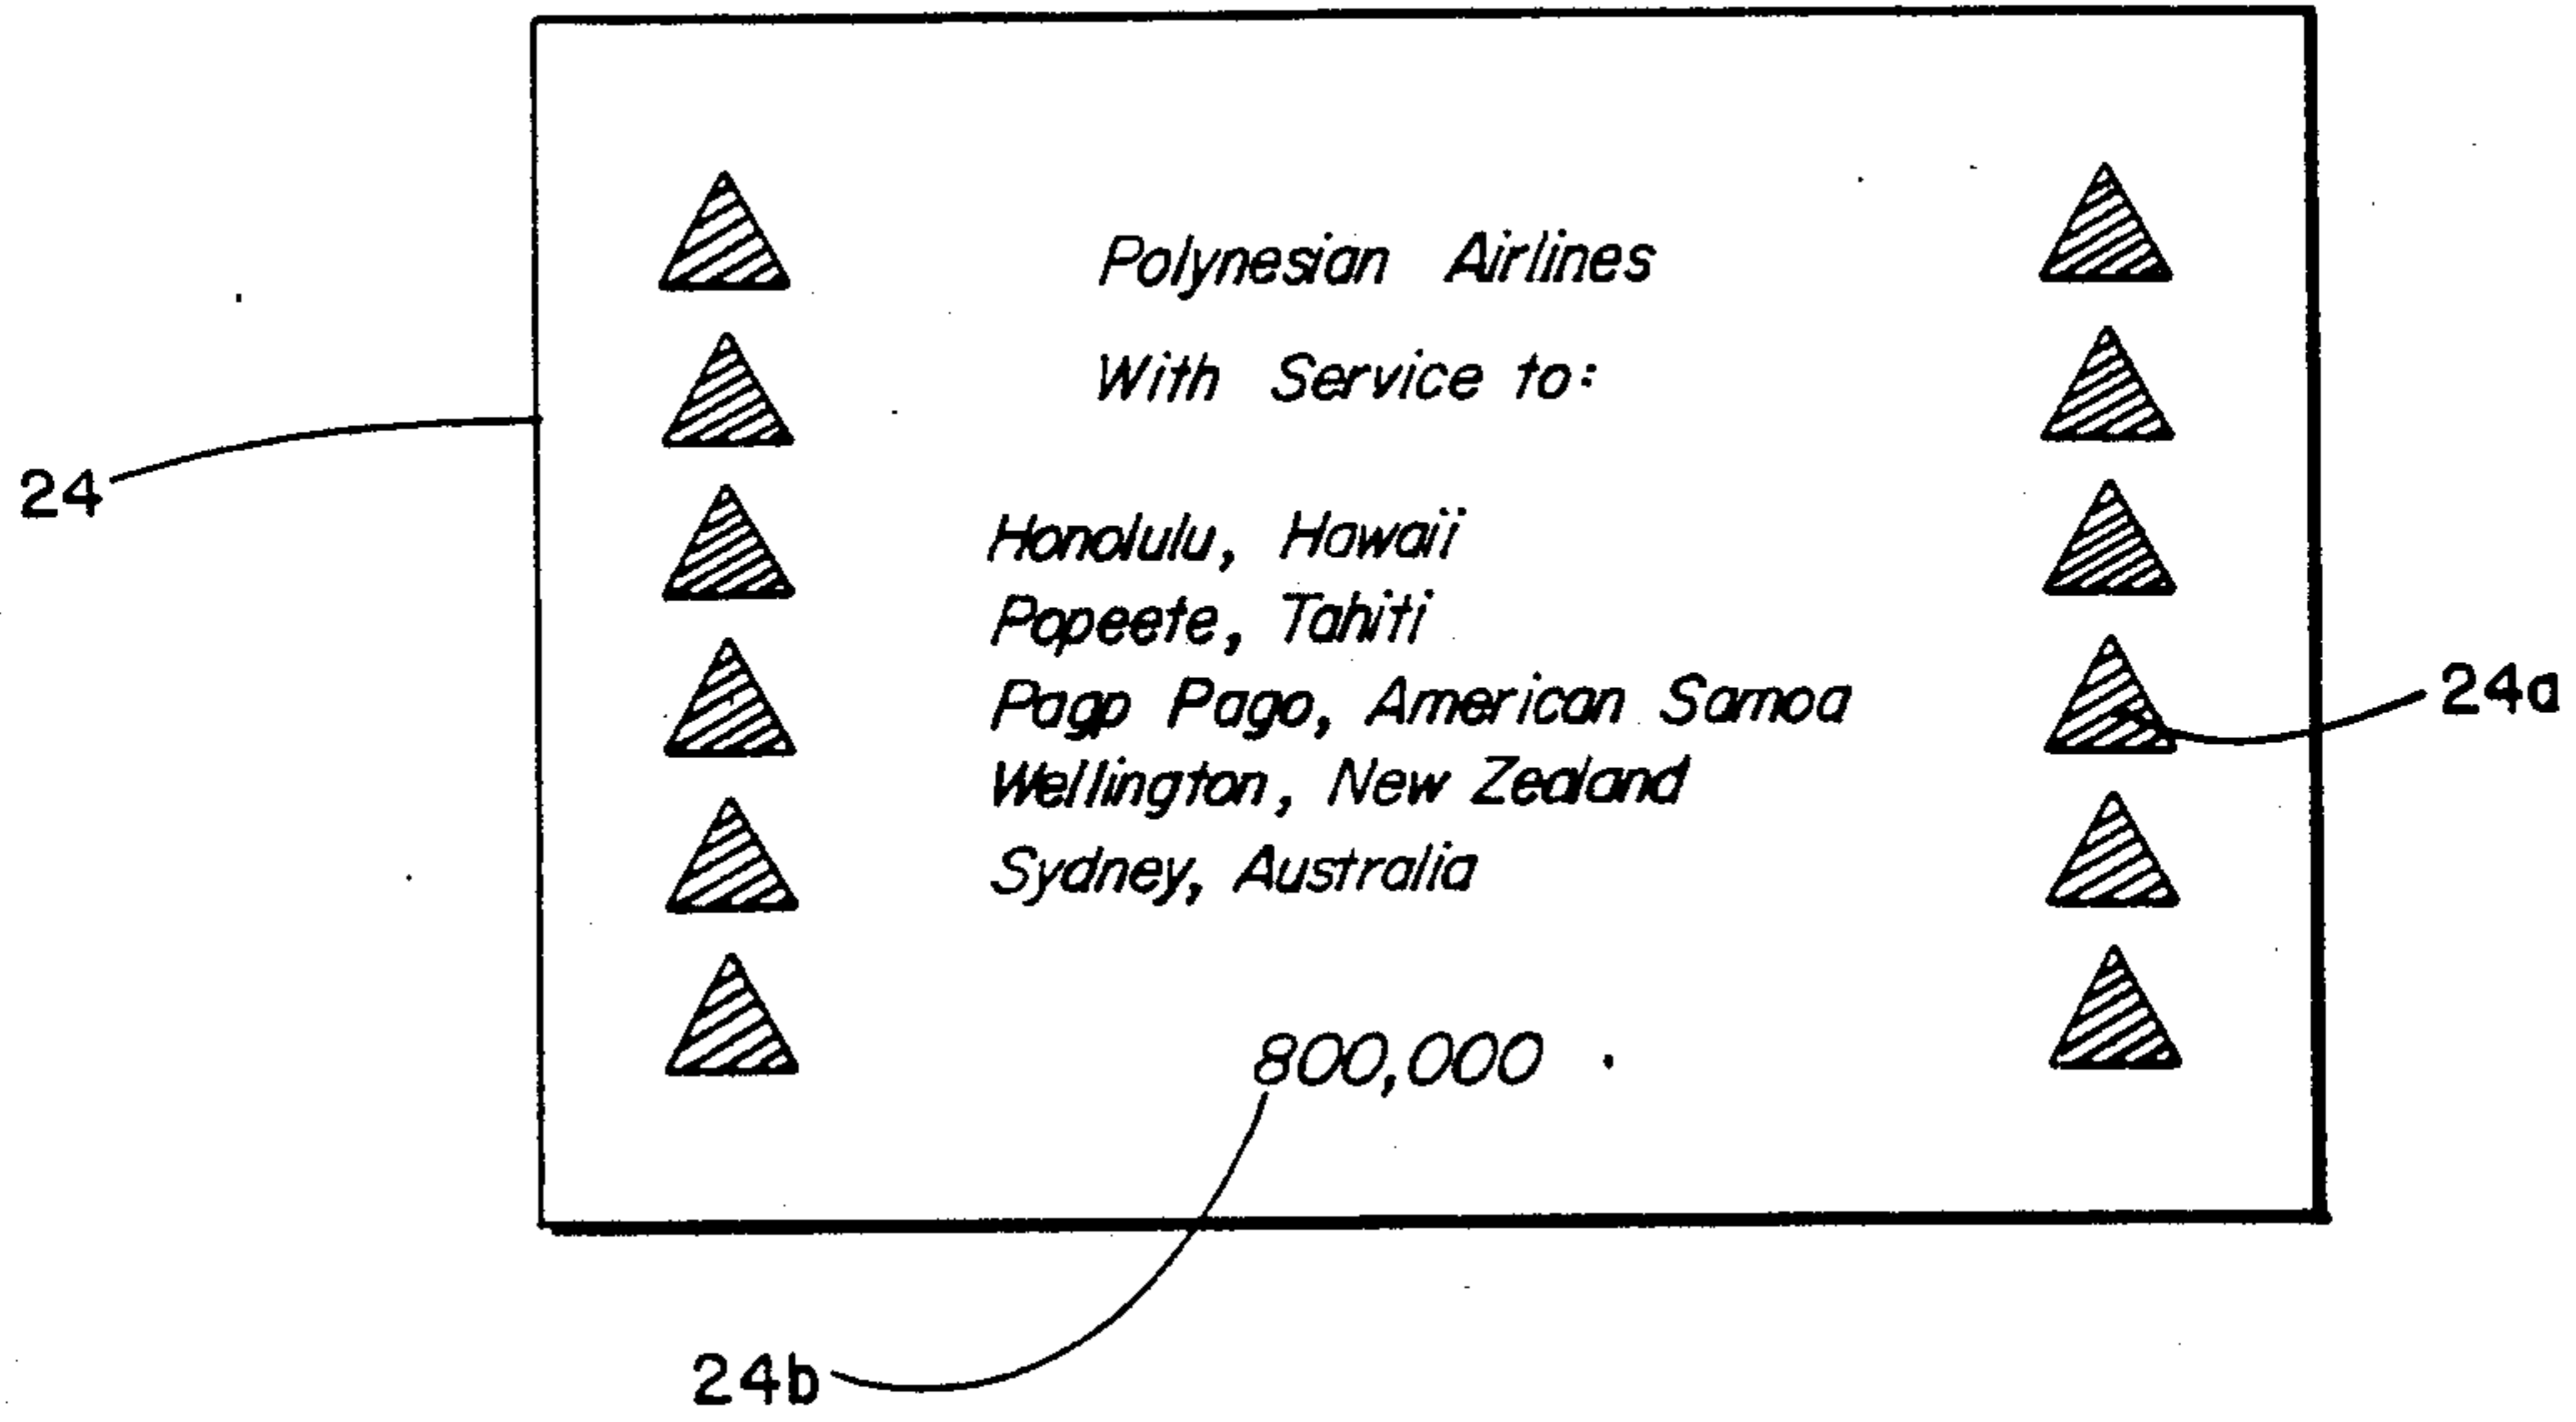 Polynesian Airlines
With Service to:
24
Honolulu, Hawaii
Popeete, Tahiti
Pagp Pago, American Samoa
24a
Wellington, New Zealand
Sydney, Australia
800,000
24b